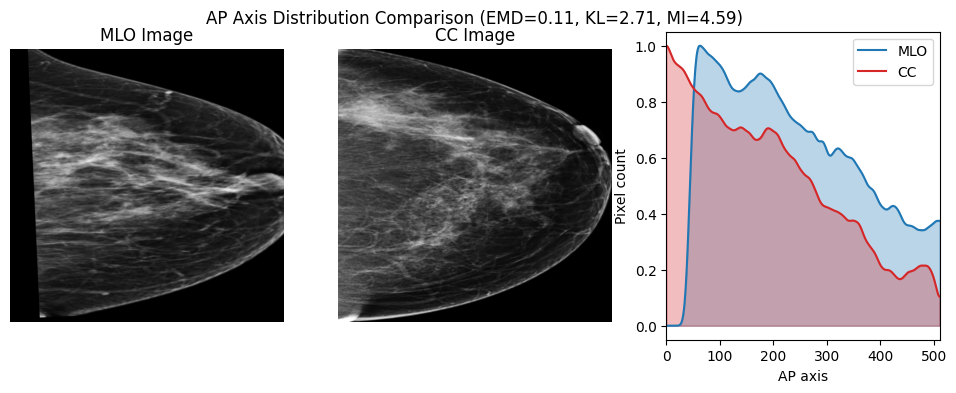 AP Axis Distribution Comparison (EMD=0.11, KL=2.71, MI=4.59)
MLO Image
CC Image
MLO
CC
1.0
0.8
0.6
0.4
0.2
0.0
Pixel count
0 100 200 300 400 500
AP axis